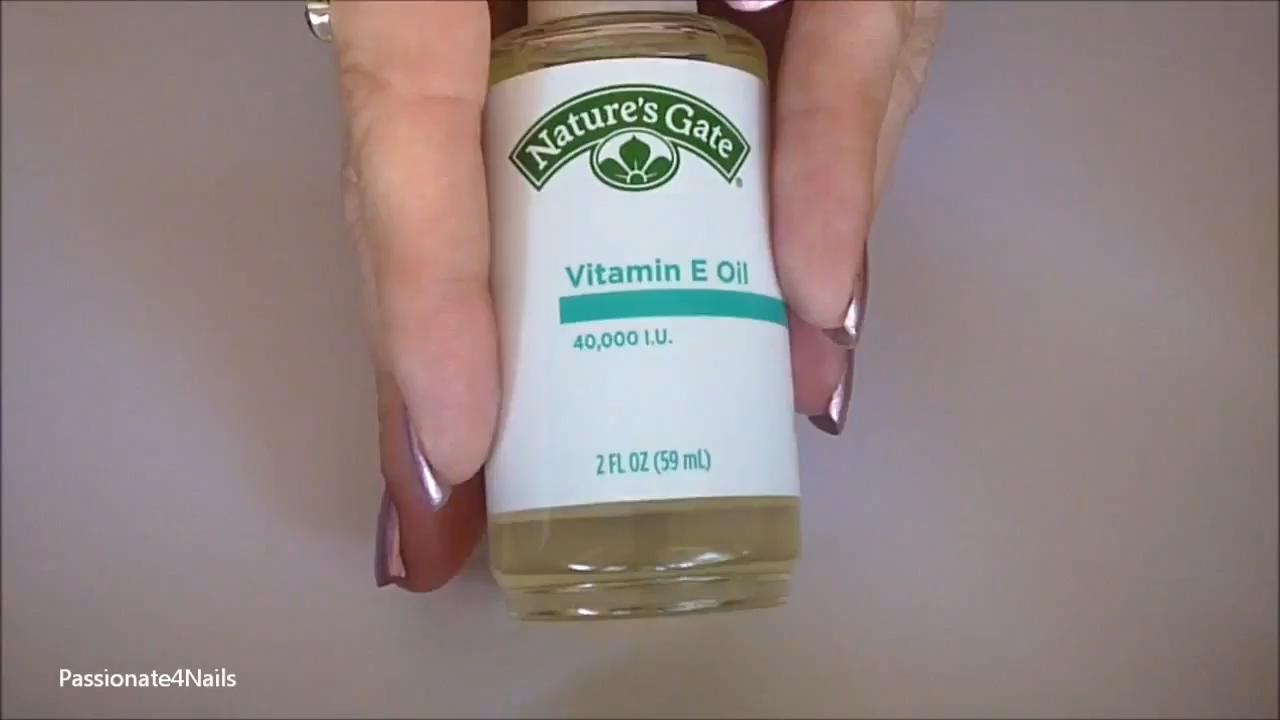 Nature's Gate
Vitamin E Oil
40,000 I.U.
2 FL OZ (59 mL)
Passionate4Nails